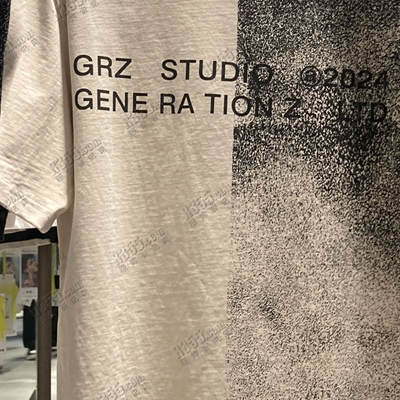 GRZ STUDIO ©2024
GENE RA TION Z LTD